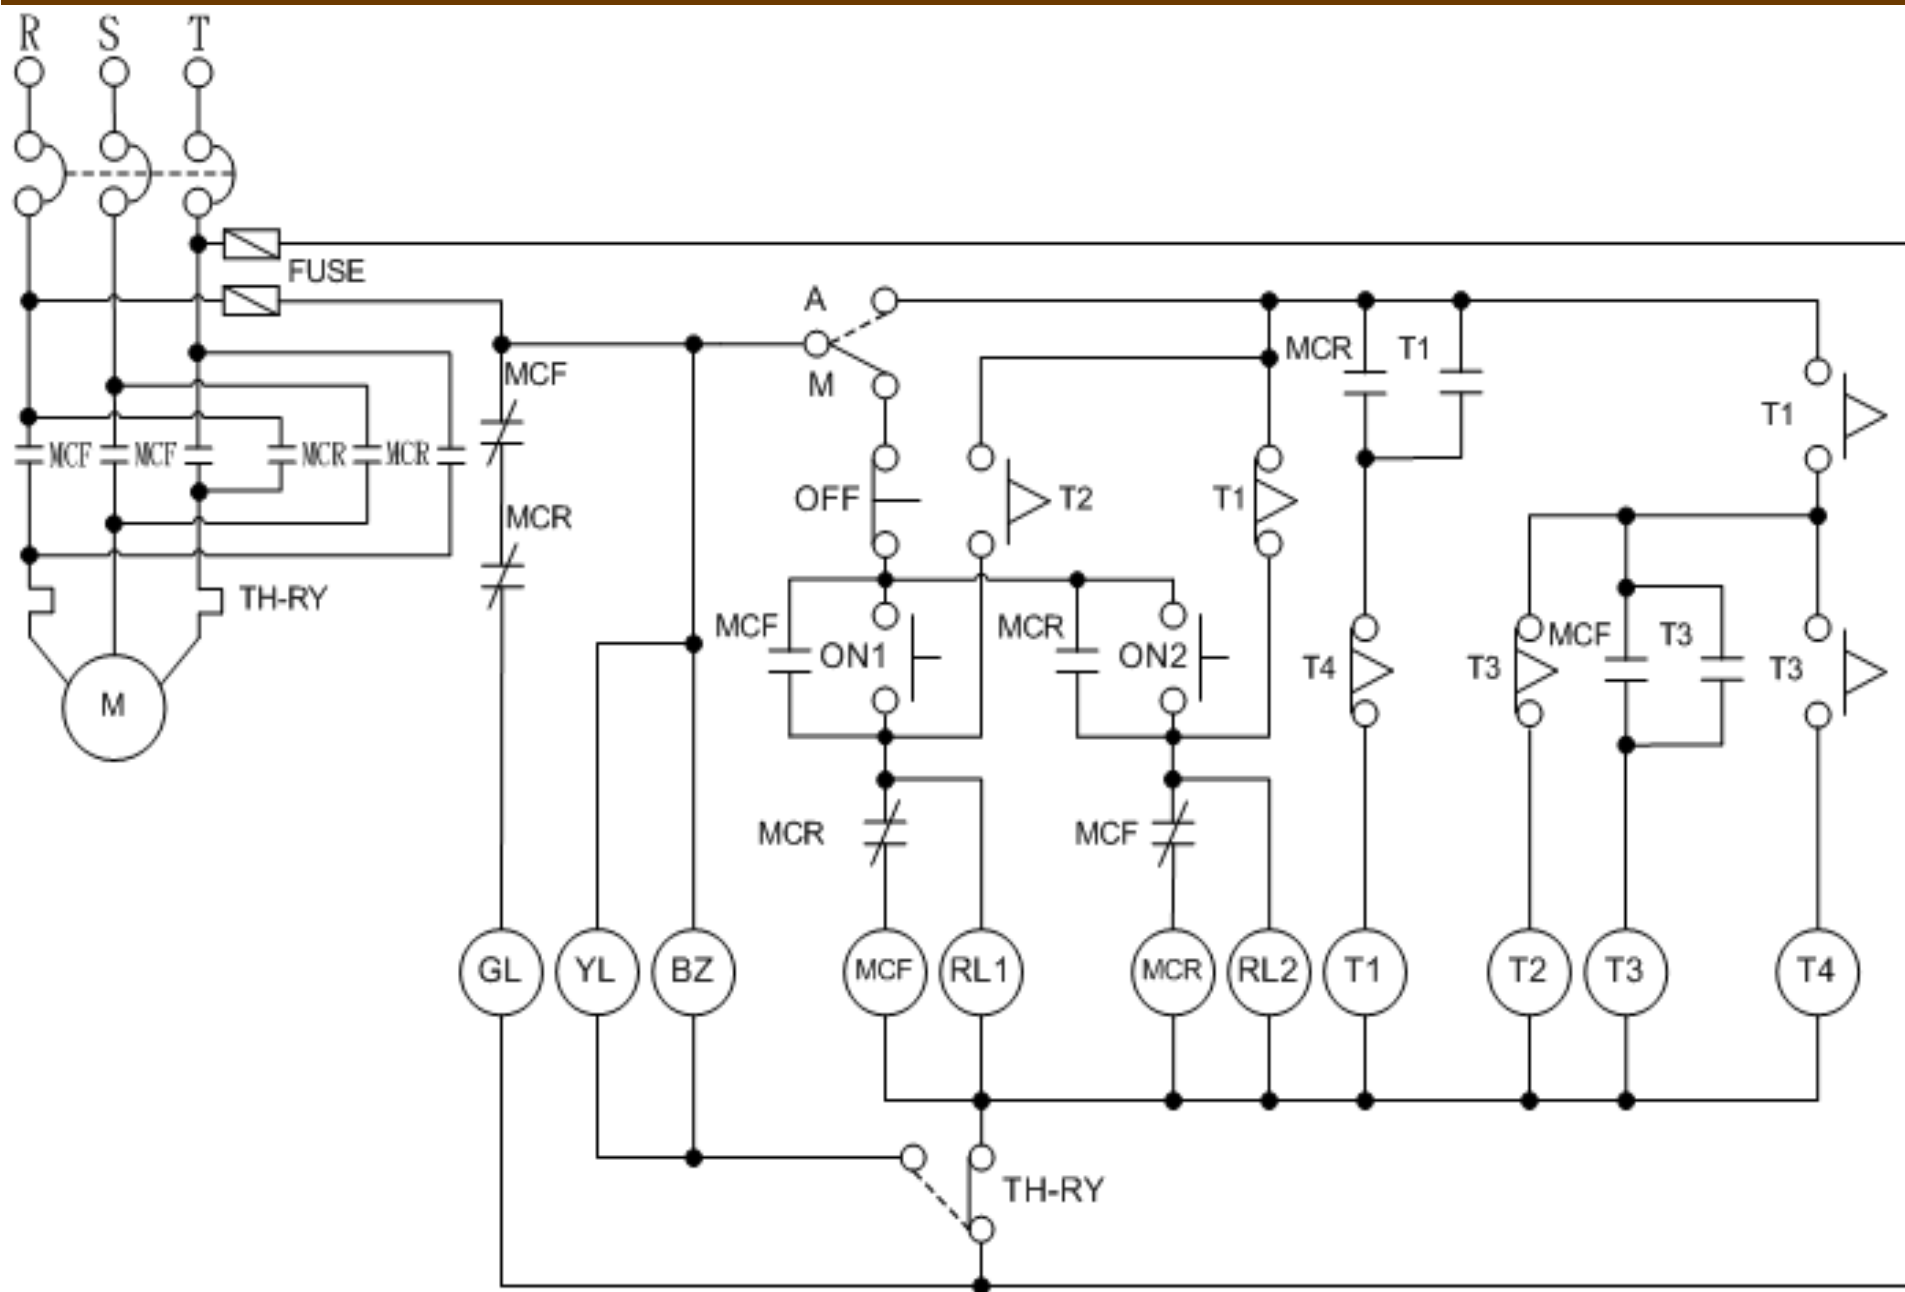 R S T
FUSE
A
MCF
M
MCR T1
T1
MCF MCF MCR MCR
OFF T2 T1
MCR
TH-RY
MCF ON1 MCR ON2 T4 T3 MCF T3 T3
M
MCR MCF
GL YL BZ MCF RL1 MCR RL2 T1 T2 T3 T4
TH-RY